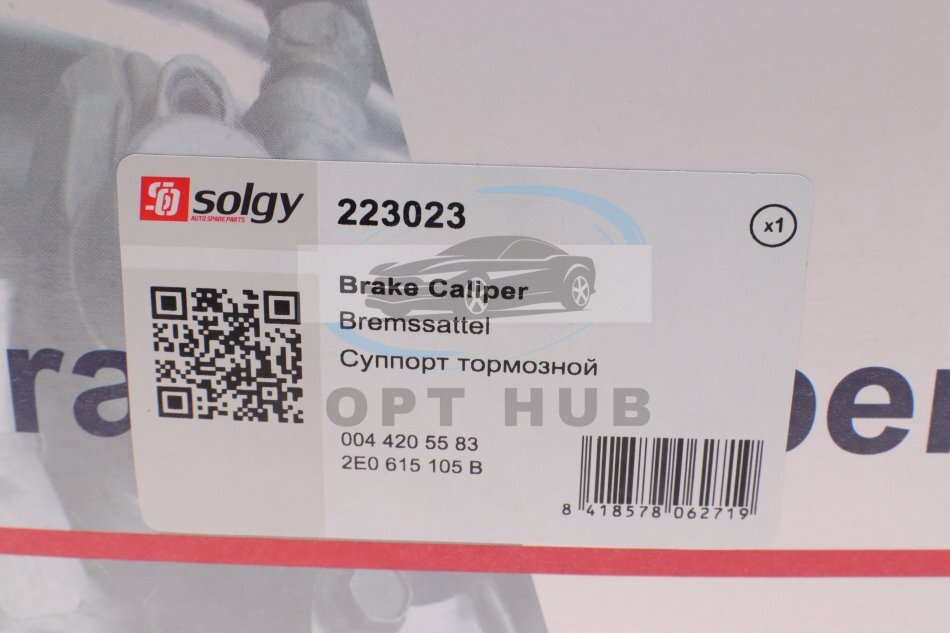 solgy
AUTO SPARE PARTS
223023
x1
Brake Caliper
Bremssattel
Суппорт тормозной
OPT HUB
004 420 55 83
2E0 615 105 B
8 418578 062719